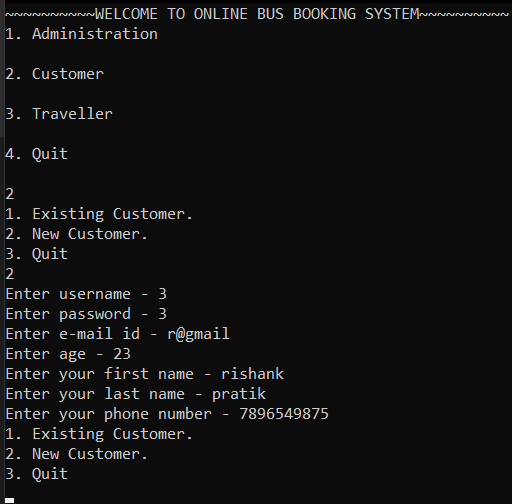 ~~~~~~~~~~WELCOME TO ONLINE BUS BOOKING SYSTEM~~~~~~~~~~
1. Administration
2. Customer
3. Traveller
4. Quit
2
1. Existing Customer.
2. New Customer.
3. Quit
2
Enter username - 3
Enter password - 3
Enter e-mail id - r@gmail
Enter age - 23
Enter your first name - rishank
Enter your last name - pratik
Enter your phone number - 7896549875
1. Existing Customer.
2. New Customer.
3. Quit